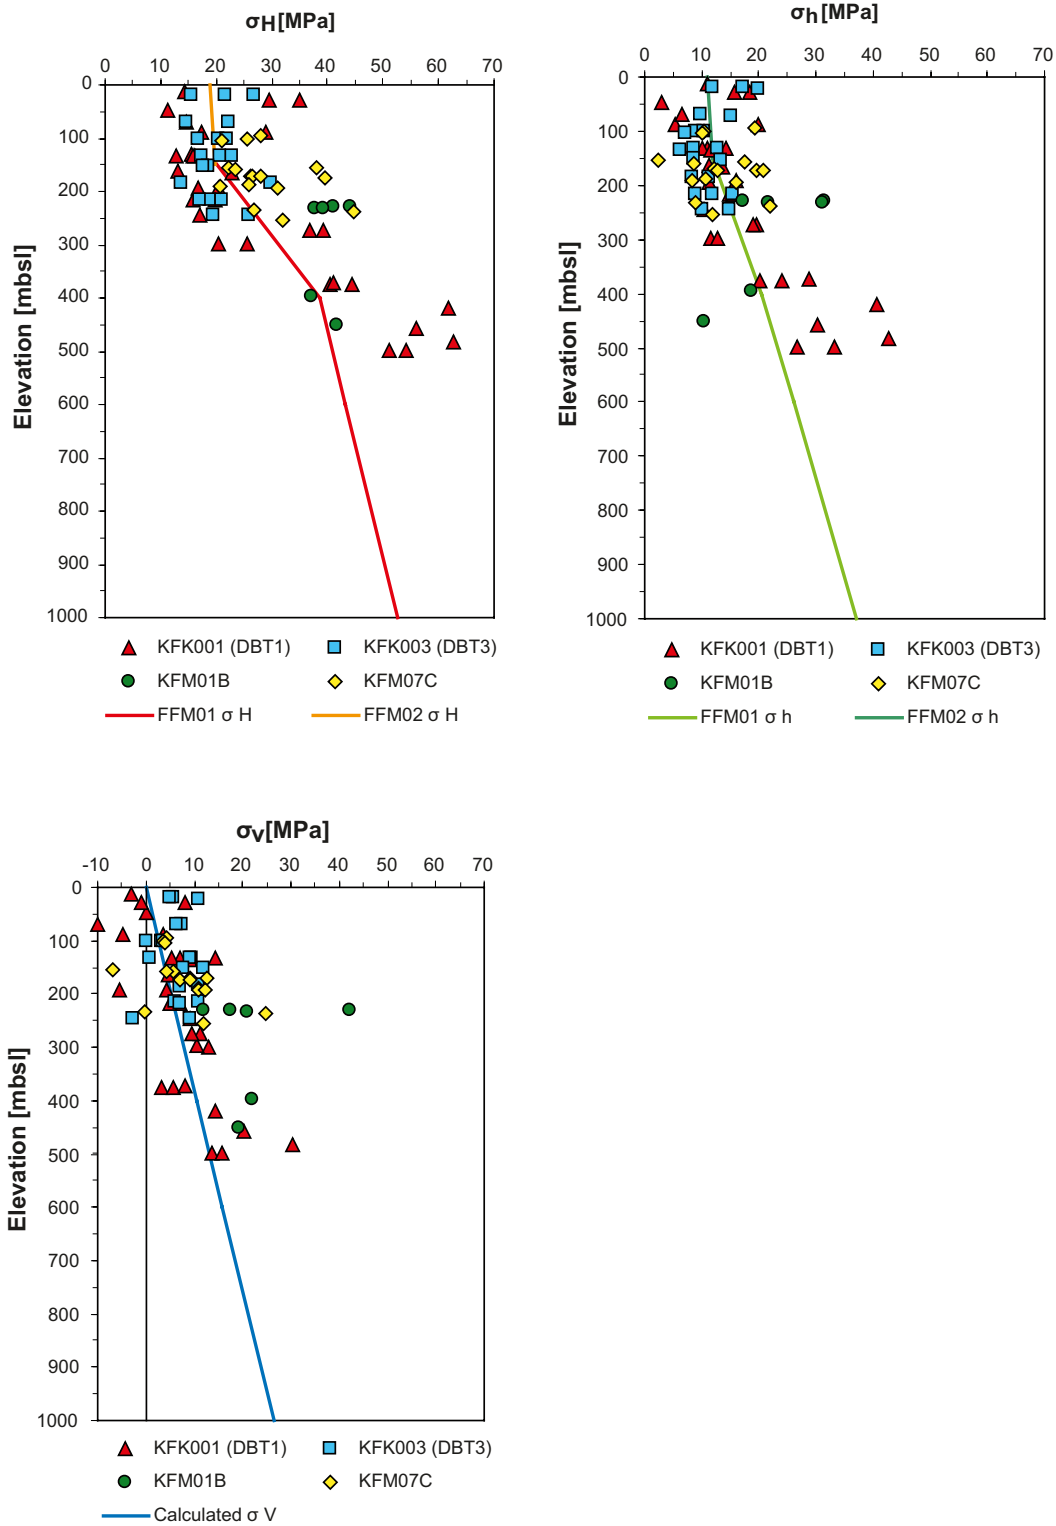 σH[MPa]
0 10 20 30 40 50 60 70
0
100
200
300
400
500
600
700
800
900
1000
Elevation [mbsl]
KFK001 (DBT1) KFK003 (DBT3)
KFM01B KFM07C
FFM01 σ H FFM02 σ H
σh[MPa]
0 10 20 30 40 50 60 70
0
100
200
300
400
500
600
700
800
900
1000
Elevation [mbsl]
KFK001 (DBT1) KFK003 (DBT3)
KFM01B KFM07C
FFM01 σ h FFM02 σ h
σv[MPa]
-10 0 10 20 30 40 50 60 70
0
100
200
300
400
500
600
700
800
900
1000
Elevation [mbsl]
KFK001 (DBT1) KFK003 (DBT3)
KFM01B KFM07C
Calculated σ V